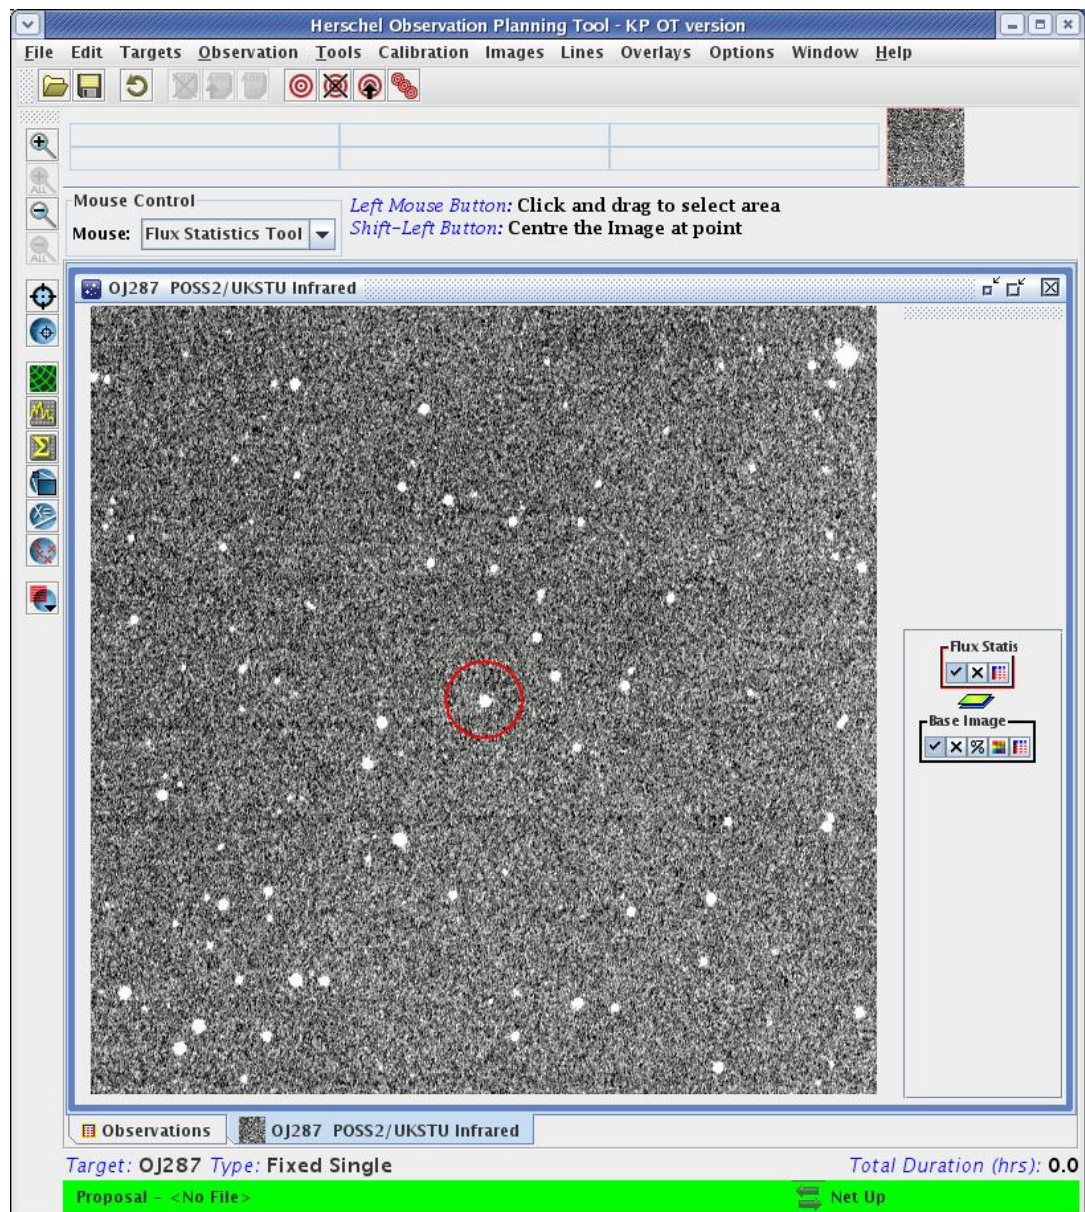 Herschel Observation Planning Tool - KP OT version
File Edit Targets Observation Tools Calibration Images Lines Overlays Options Window Help
ALL
ALL
Mouse Control
Mouse: Flux Statistics Tool
Left Mouse Button: Click and drag to select area
Shift-Left Button: Centre the Image at point
OJ287 POSS2/UKSTU Infrared
Flux Statis
Base Image
Observations
OJ287 POSS2/UKSTU Infrared
Target: OJ287 Type: Fixed Single
Total Duration (hrs): 0.0
Proposal - <No File>
Net Up